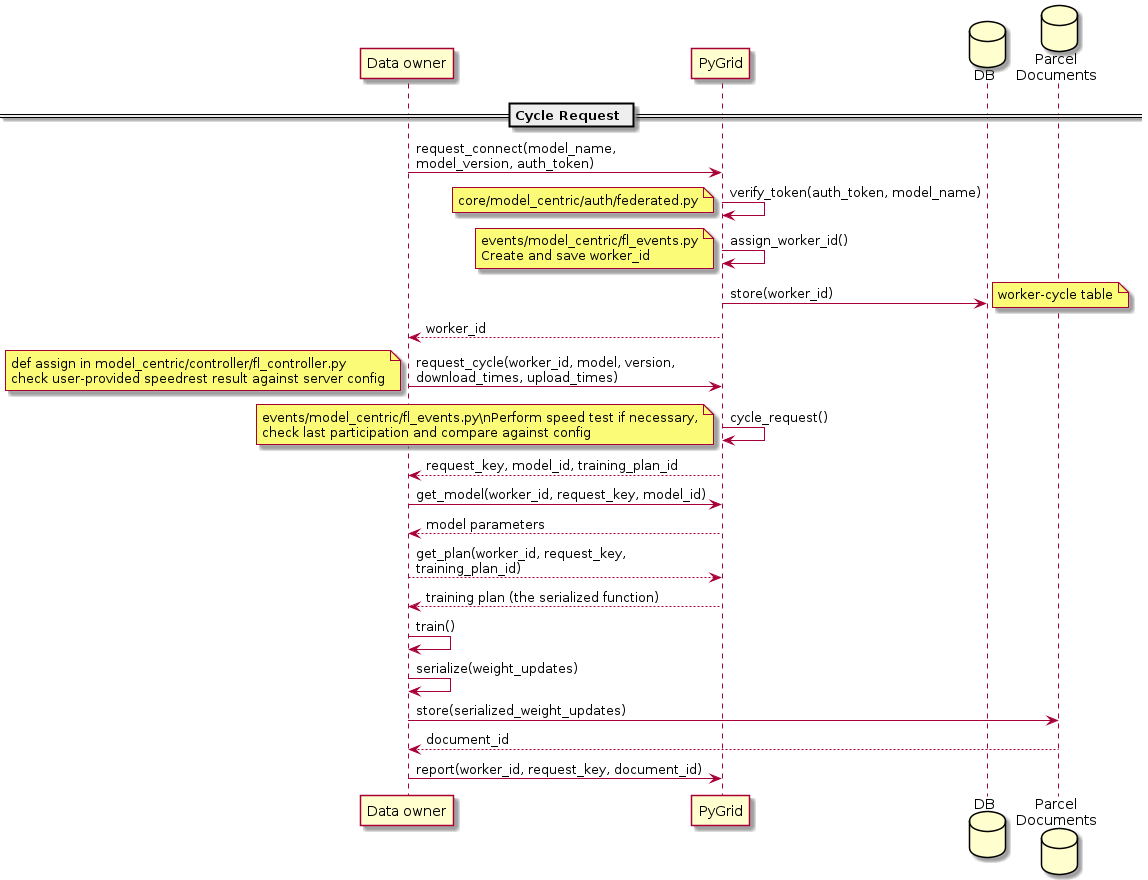 Data owner
PyGrid
DB
Parcel
Documents
Cycle Request
request_connect(model_name,
model_version, auth_token)
core/model_centric/auth/federated.py
verify_token(auth_token, model_name)
events/model_centric/fl_events.py
Create and save worker_id
assign_worker_id()
store(worker_id)
worker-cycle table
worker_id
def assign in model_centric/controller/fl_controller.py
check user-provided speedrest result against server config
request_cycle(worker_id, model, version,
download_times, upload_times)
events/model_centric/fl_events.py\nPerform speed test if necessary,
check last participation and compare against config
cycle_request()
request_key, model_id, training_plan_id
get_model(worker_id, request_key, model_id)
model parameters
get_plan(worker_id, request_key,
training_plan_id)
training plan (the serialized function)
train()
serialize(weight_updates)
store(serialized_weight_updates)
document_id
report(worker_id, request_key, document_id)
Data owner
PyGrid
DB
Parcel
Documents